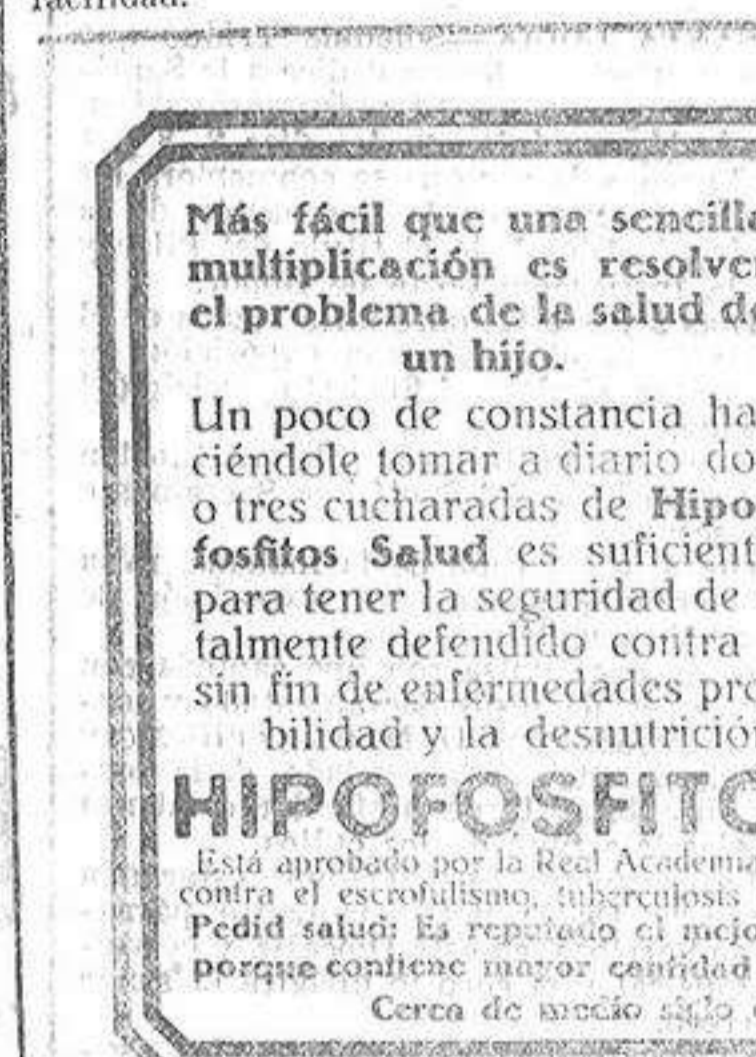 facilidad.
Más fácil que una sencilla
multiplicación es resolver
el problema de la salud de
un hijo.
Un poco de constancia ha
ciéndole tomar a diario do
o tres cucharadas de Hipo
fosfitos Salud es suficient
para tener la seguridad de
talmente defendido contra
sin fin de enfermedades pro
bilidad y la desnutrición
HIPOFOSFITO
Está aprobado por la Real Academia
contra el escrofulismo, tuberculosis
Pedid salud: Es reputado el mejo
porque contiene mayor cantidad
Cerca de medio siglo